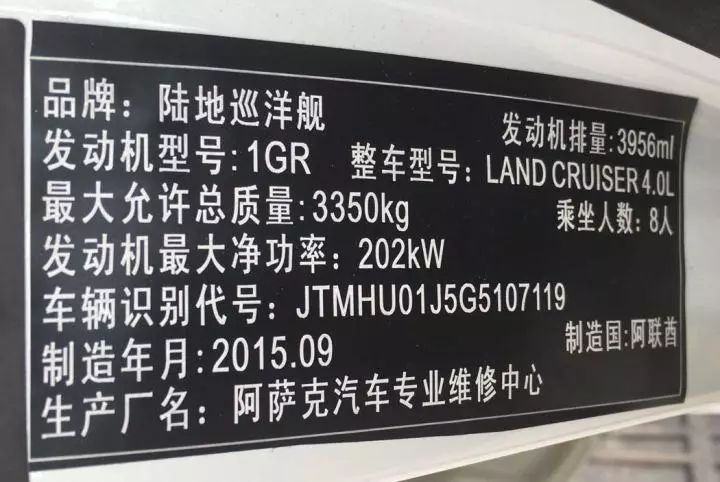 品牌：陆地巡洋舰
发动机排量：3956ml
发动机型号：1GR 整车型号：LAND CRUISER 4.0L
最大允许总质量：3350kg 乘坐人数：8人
发动机最大净功率：202kW
车辆识别代号：JTMHU01J5G5107119
制造年月：2015.09 制造国：阿联酋
生产厂名：阿萨克汽车专业维修中心